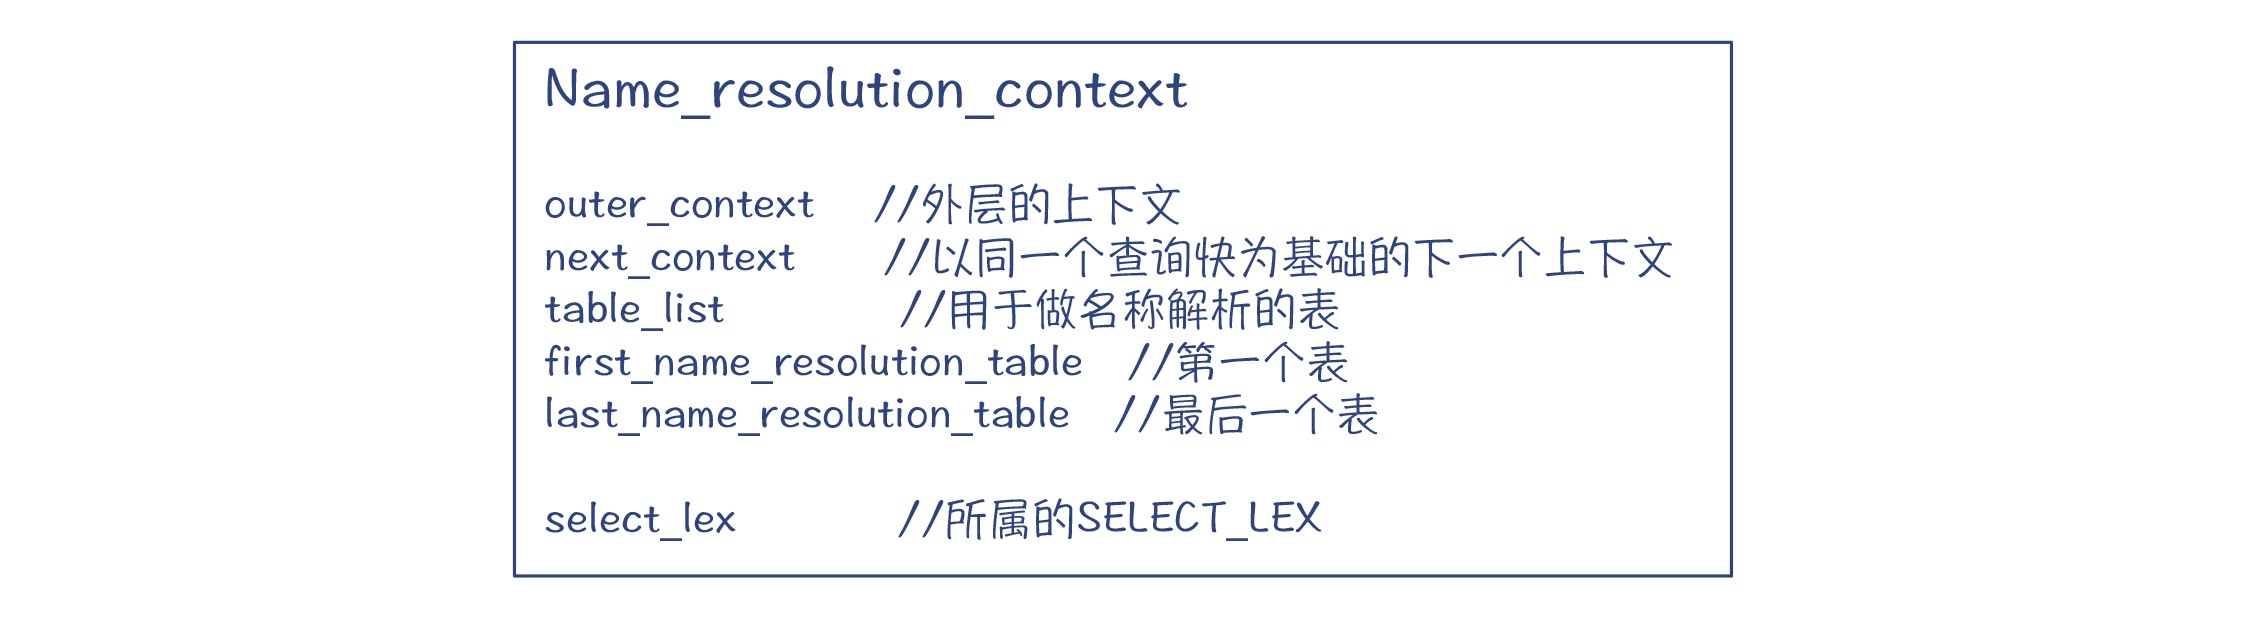 Name_resolution_context
outer_context //外层的上下文
next_context //以同一个查询快为基础的下一个上下文
table_list //用于做名称解析的表
first_name_resolution_table //第一个表
last_name_resolution_table //最后一个表
select_lex //所属的SELECT_LEX